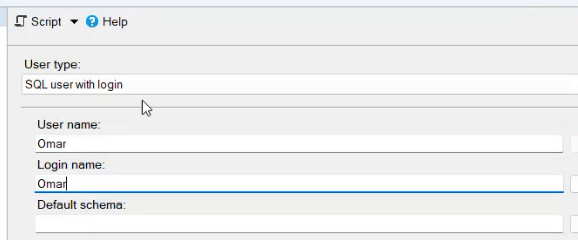 Script Help
User type:
SQL user with login
User name:
Omar
Login name:
Omar
Default schema: